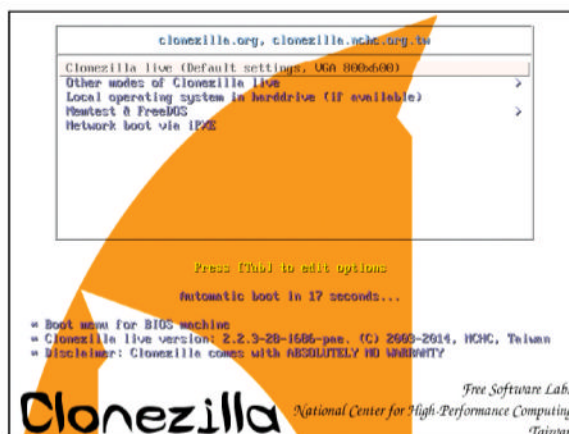 clonezilla.org, clonezilla.nchc.org.tw
Clonezilla live (Default settings, VGA 800x600)
Other modes of Clonezilla live >
Local operating system in harddrive (if available)
Memtest & FreeDOS >
Network boot via iPXE
Press [Tab] to edit options
Automatic boot in 17 seconds...
* Boot menu for BIOS machine
* Clonezilla live version: 2.2.3-28-i686-pae. (C) 2003-2014, NCHC, Taiwan
* Disclaimer: Clonezilla comes with ABSOLUTELY NO WARRANTY
Free Software Labs
Clonezilla National Center for High-Performance Computing
Taiwan